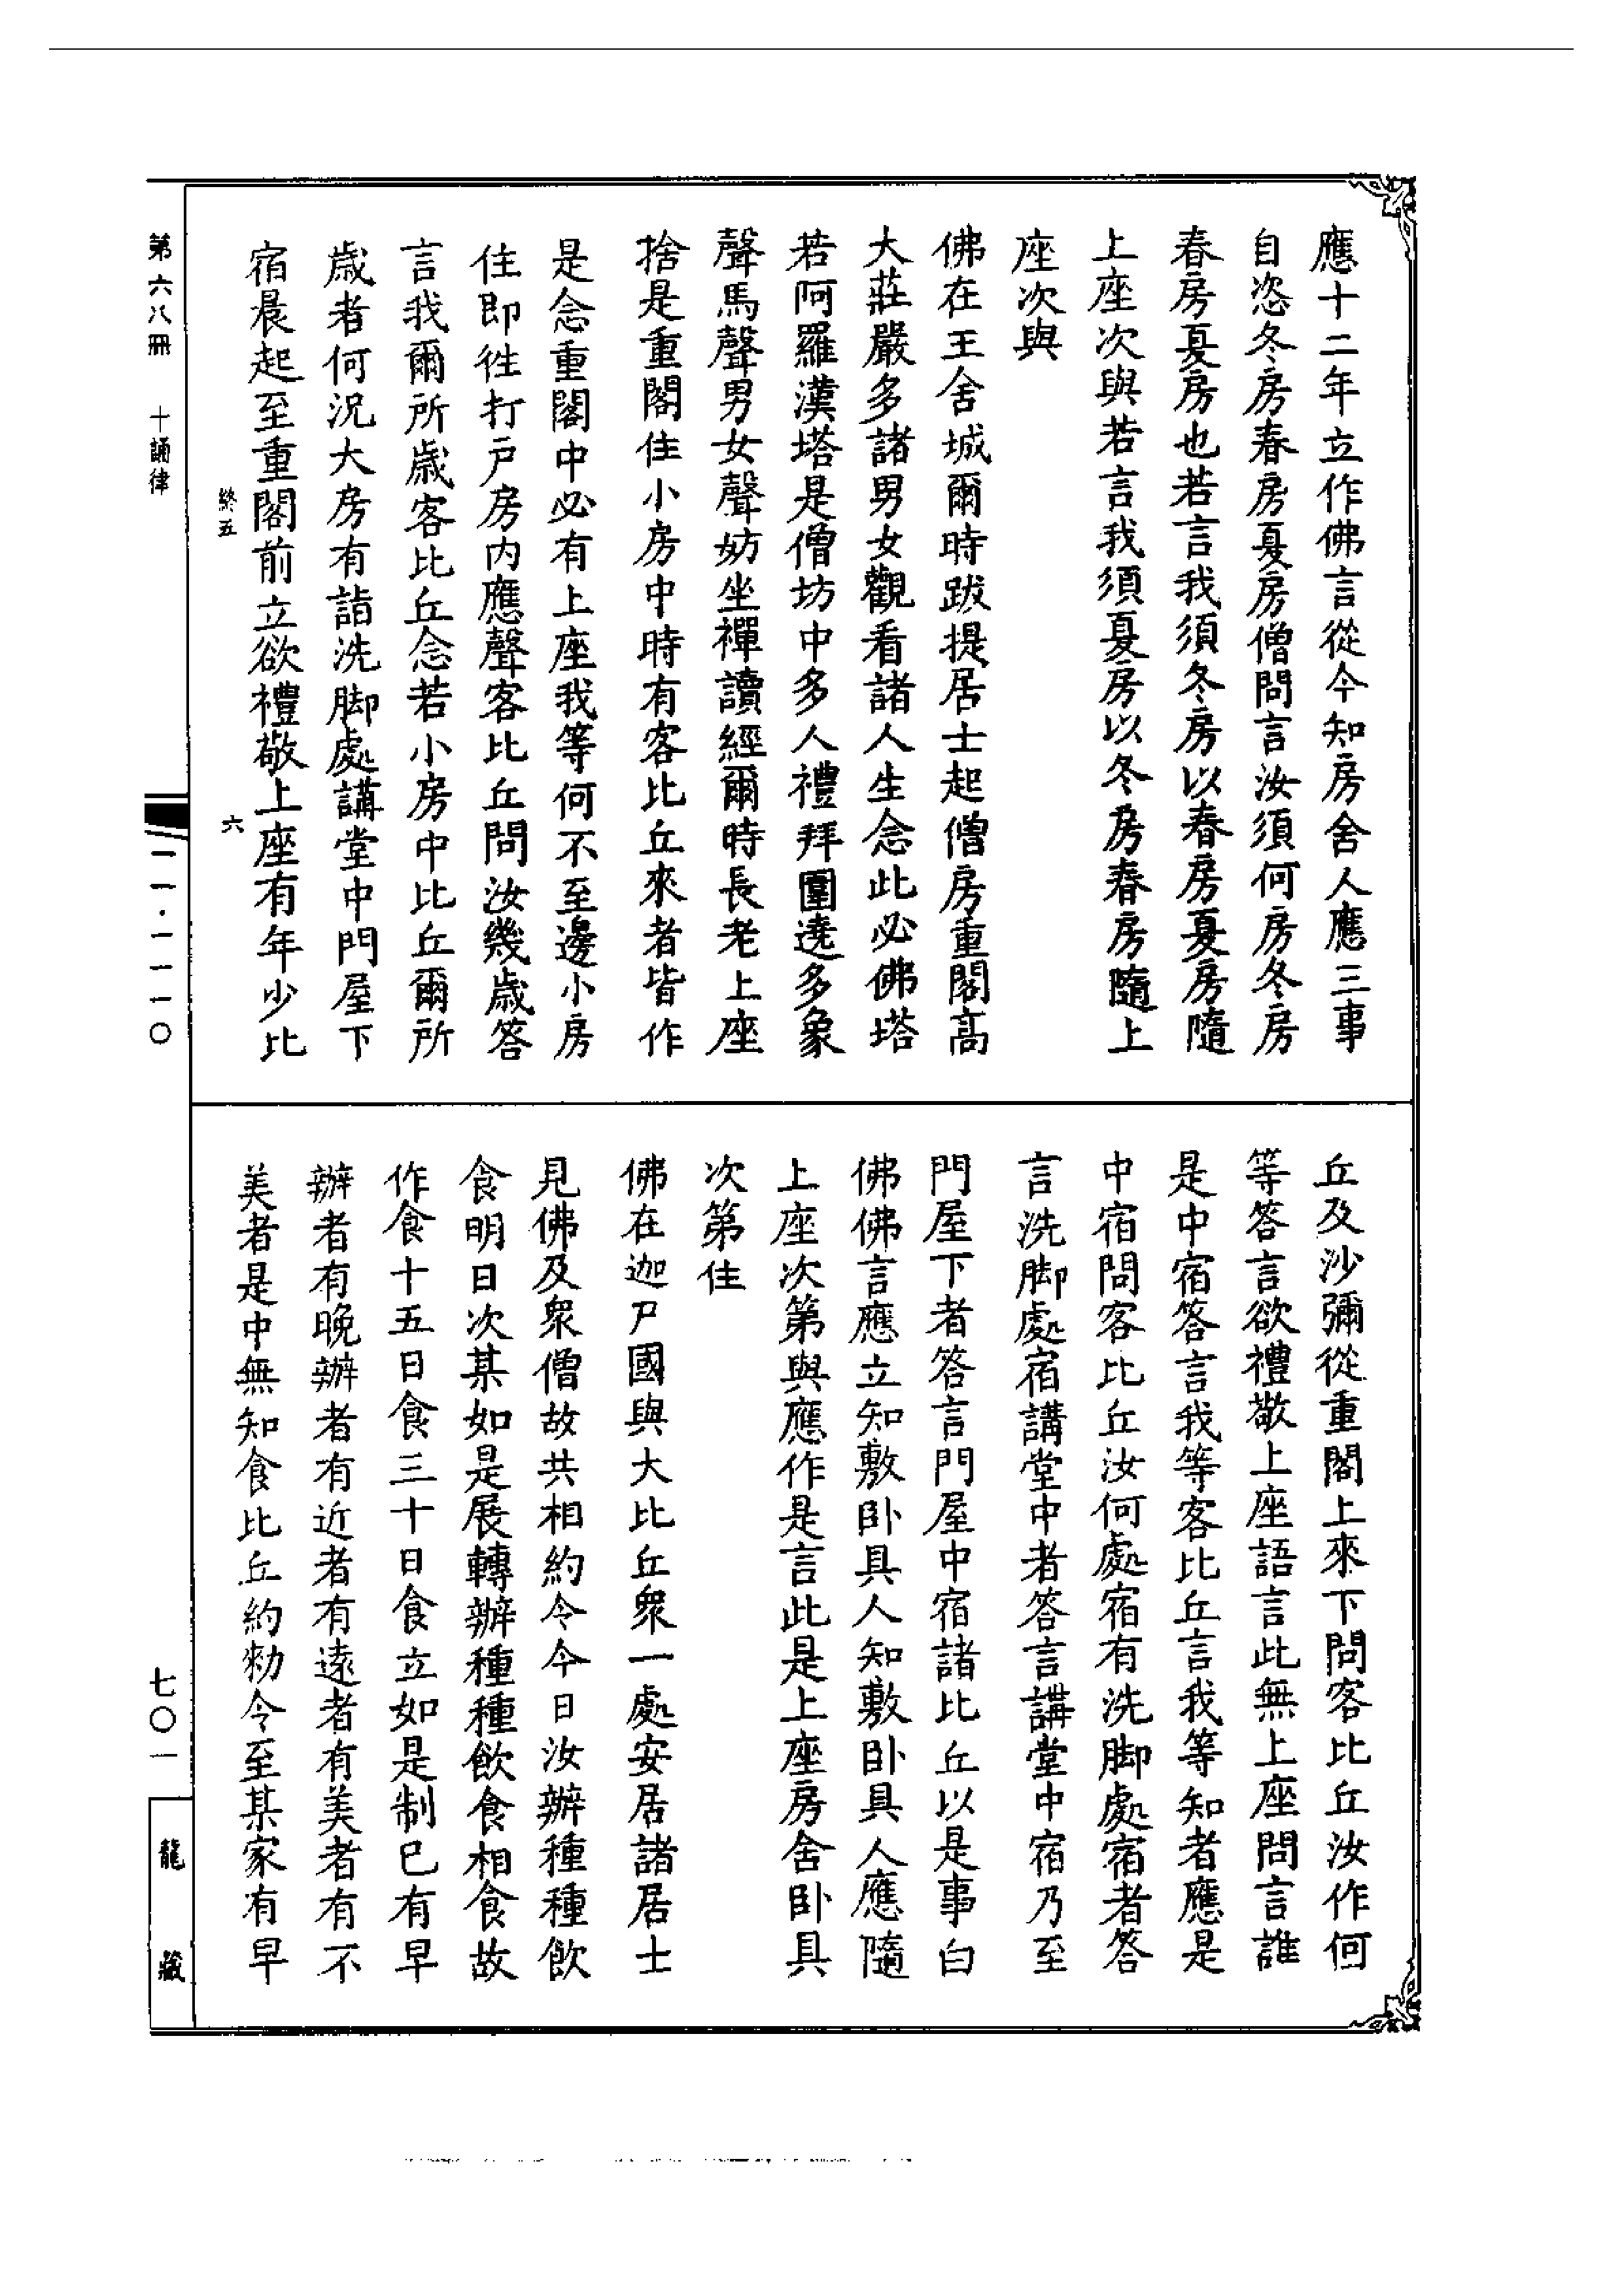 應十二年立作佛言從今知房舍人應三事
自恣冬房春房夏房僧問言汝須何房冬房
春房夏房也若言我須冬房以春房夏房隨
上座次與若言我須夏房以冬房春房隨上
座次與
佛在王舍城爾時跋提居士起僧房重閣高
大莊嚴多諸男女觀看諸人生念此必佛塔
若阿羅漢塔是僧坊中多人禮拜圍遶多象
聲馬聲男女聲妨坐禪讀經爾時長老上座
捨是重閣住小房中時有客比丘來者皆作
是念重閣中必有上座我等何不至邊小房
住即徃打戸房内應聲客比丘問汝幾歲答
言我爾所歲客比丘念若小房中比丘爾所
歲者何況大房有詣洗脚處講堂中門屋下
宿晨起至重閣前立欲禮敬上座有年少比
終五
六
丘及沙彌從重閣上來下問客比丘汝作何
等答言欲禮敬上座語言此無上座問言誰
是中宿答言我等客比丘言我等知者應是
中宿問客比丘汝何處宿有洗脚處宿者答
言洗脚處宿講堂中者答言講堂中宿乃至
門屋下者答言門屋中宿諸比丘以是事白
佛佛言應立知敷卧具人知敷卧具人應隨
上座次第與應作是言此是上座房舍卧具
次第住
佛在迦尸國與大比丘衆一處安居諸居士
見佛及衆僧故共相約令今日汝辦種種飲
食明日次某如是展轉辦種種飲食相食故
作食十五日食三十日食立如是制已有早
辦者有晚辦者有近者有遠者有美者有不
美者是中無知食比丘約勑令至某家有早
第六八冊　十誦律
一一·一一一〇
七〇一
龍藏